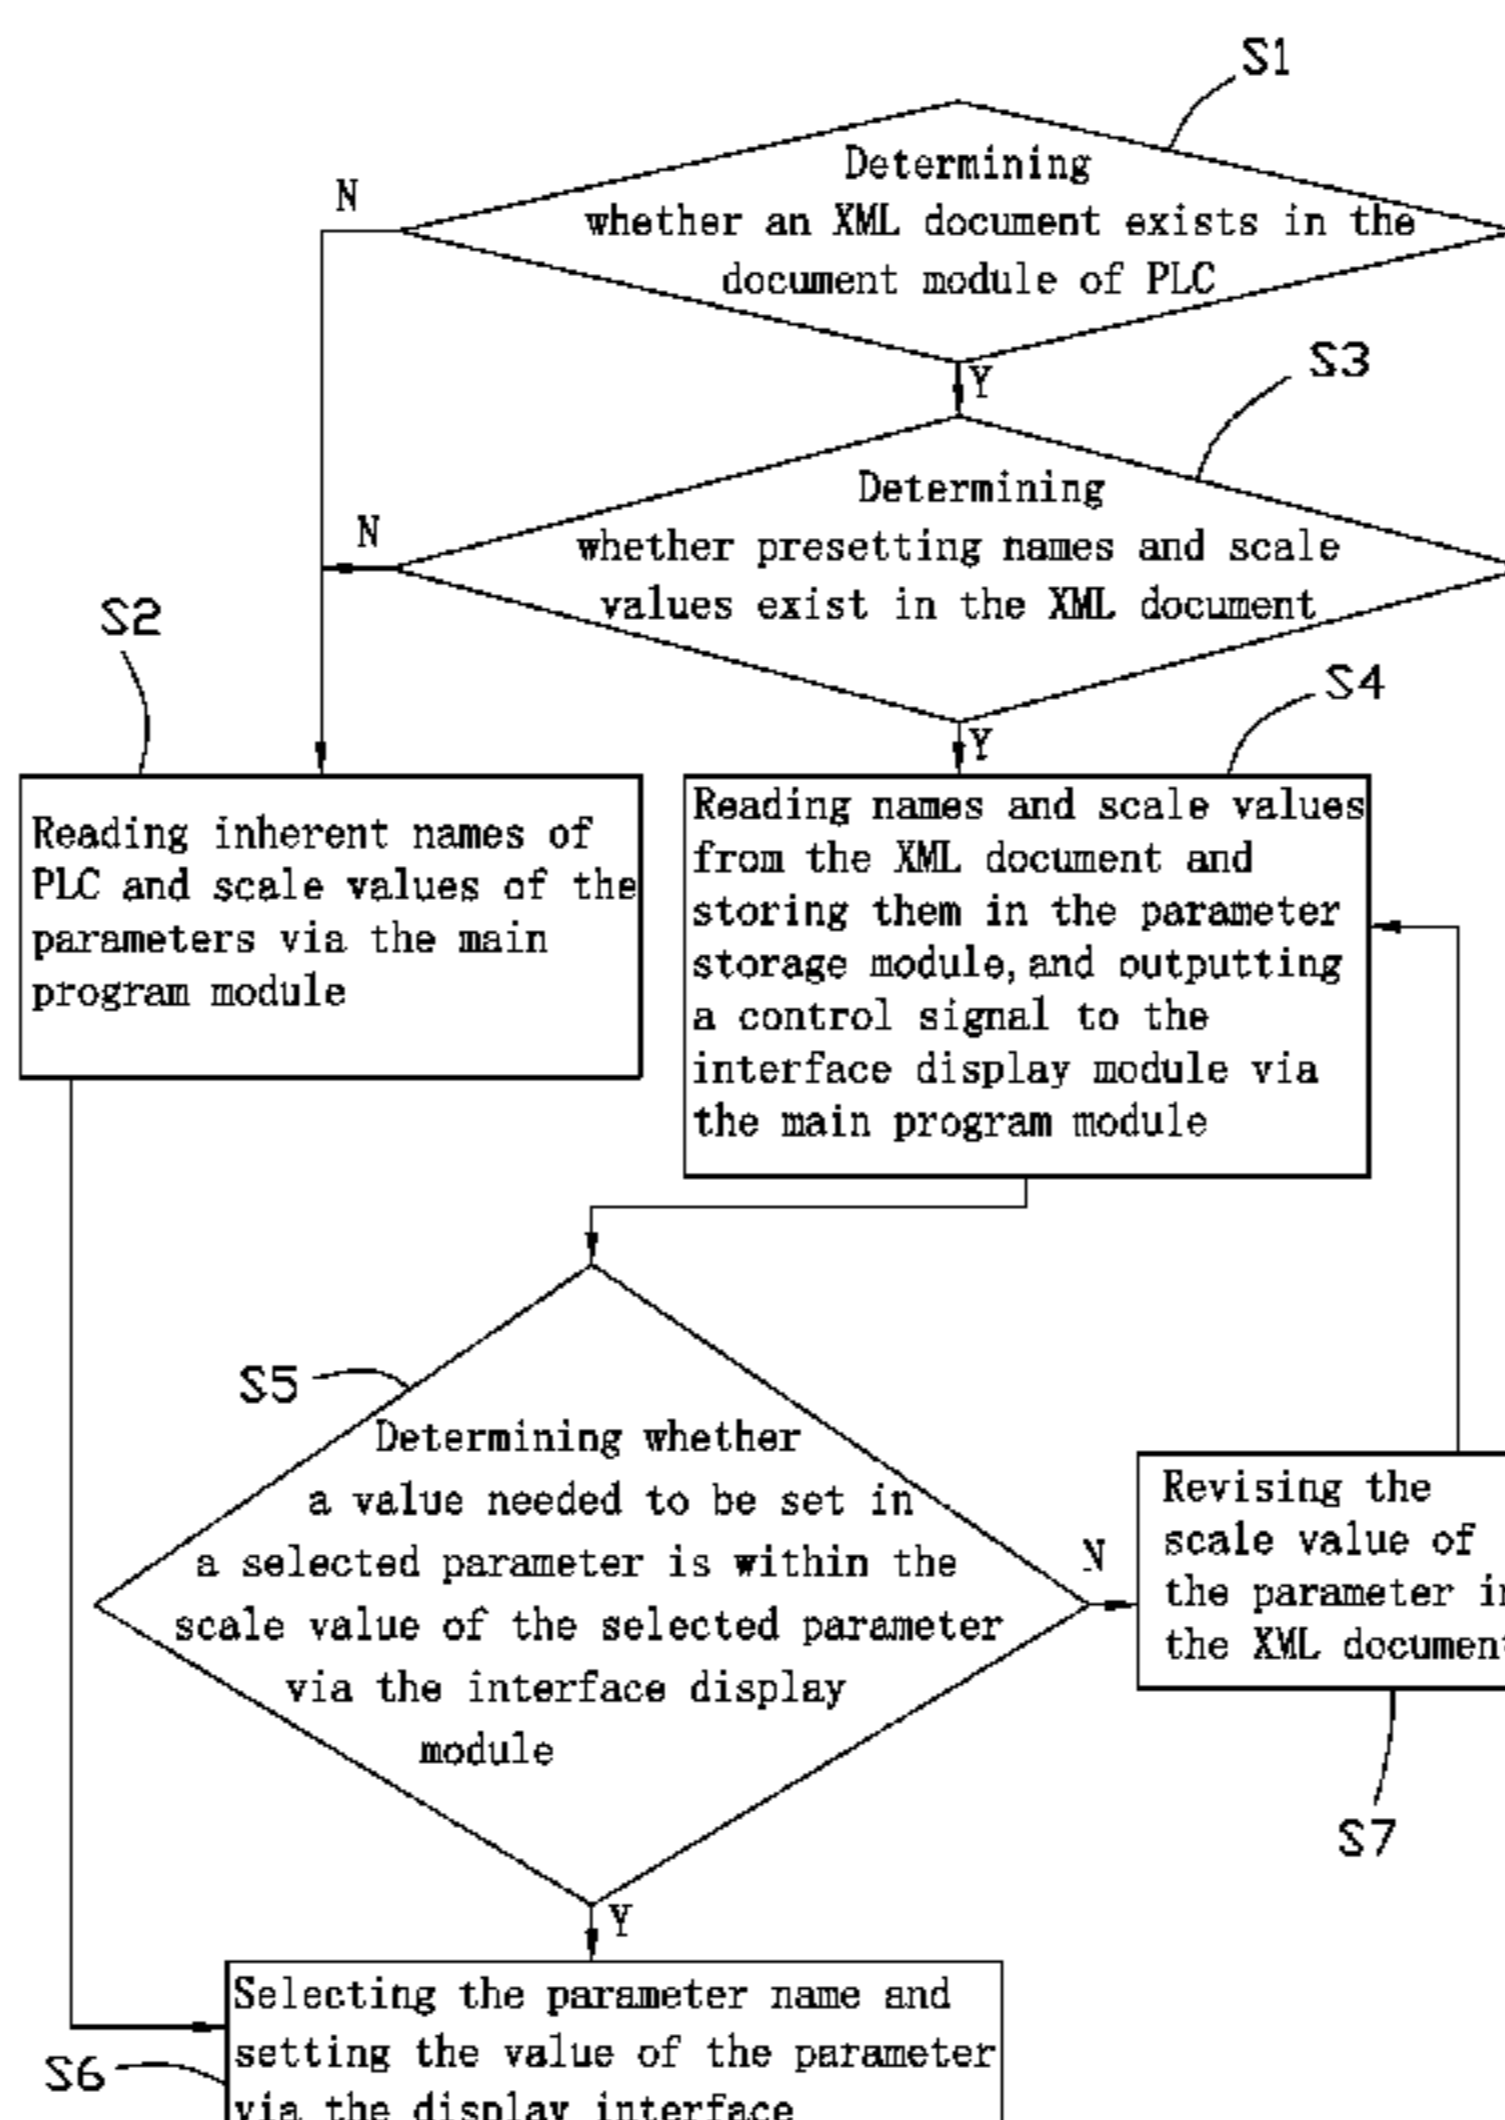 S1
Determining
whether an XML document exists in the
document module of PLC
N
Y
S3
Determining
whether presetting names and scale
values exist in the XML document
N
Y
S2
Reading inherent names of
PLC and scale values of the
parameters via the main
program module
S4
Reading names and scale values
from the XML document and
storing them in the parameter
storage module, and outputting
a control signal to the
interface display module via
the main program module
S5
Determining whether
a value needed to be set in
a selected parameter is within the
scale value of the selected parameter
via the interface display
module
N
Y
Revising the
scale value of
the parameter in
the XML document
S7
Selecting the parameter name and
setting the value of the parameter
via the display interface
S6